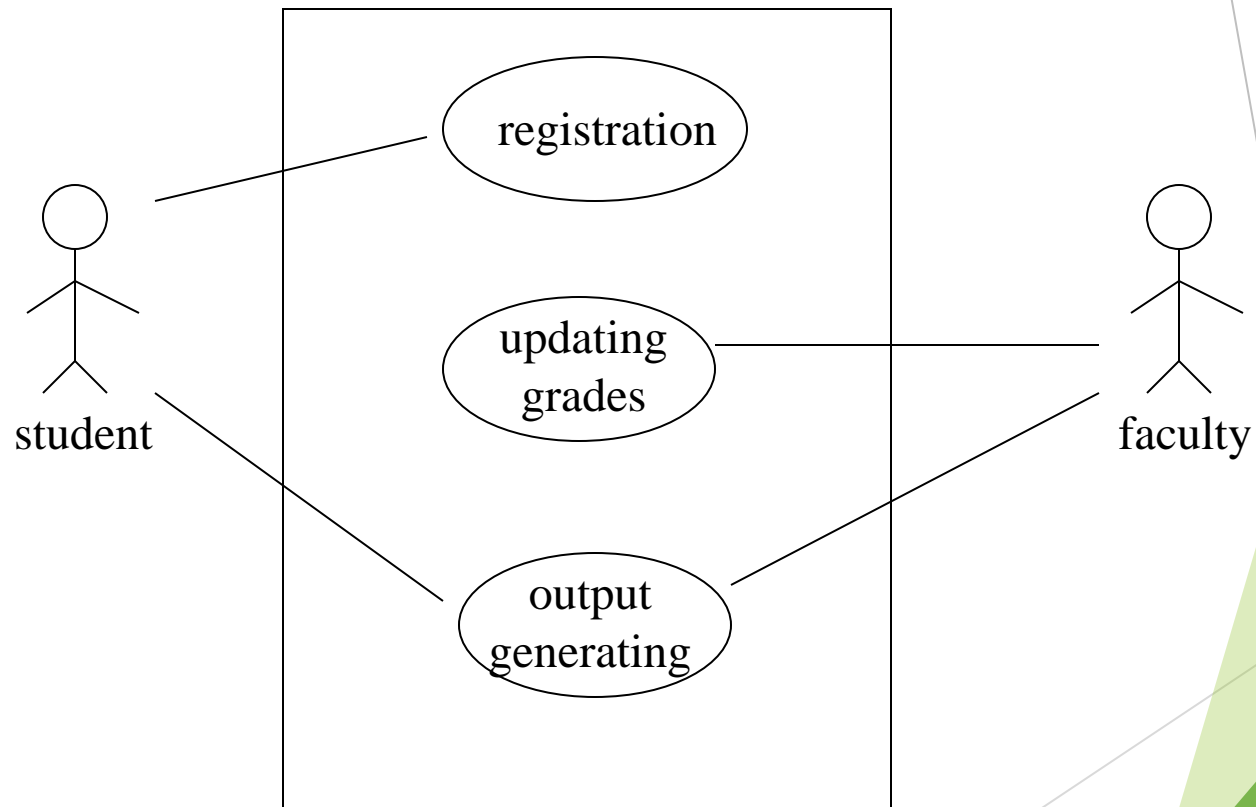 registration
updating
grades
student
faculty
output
generating